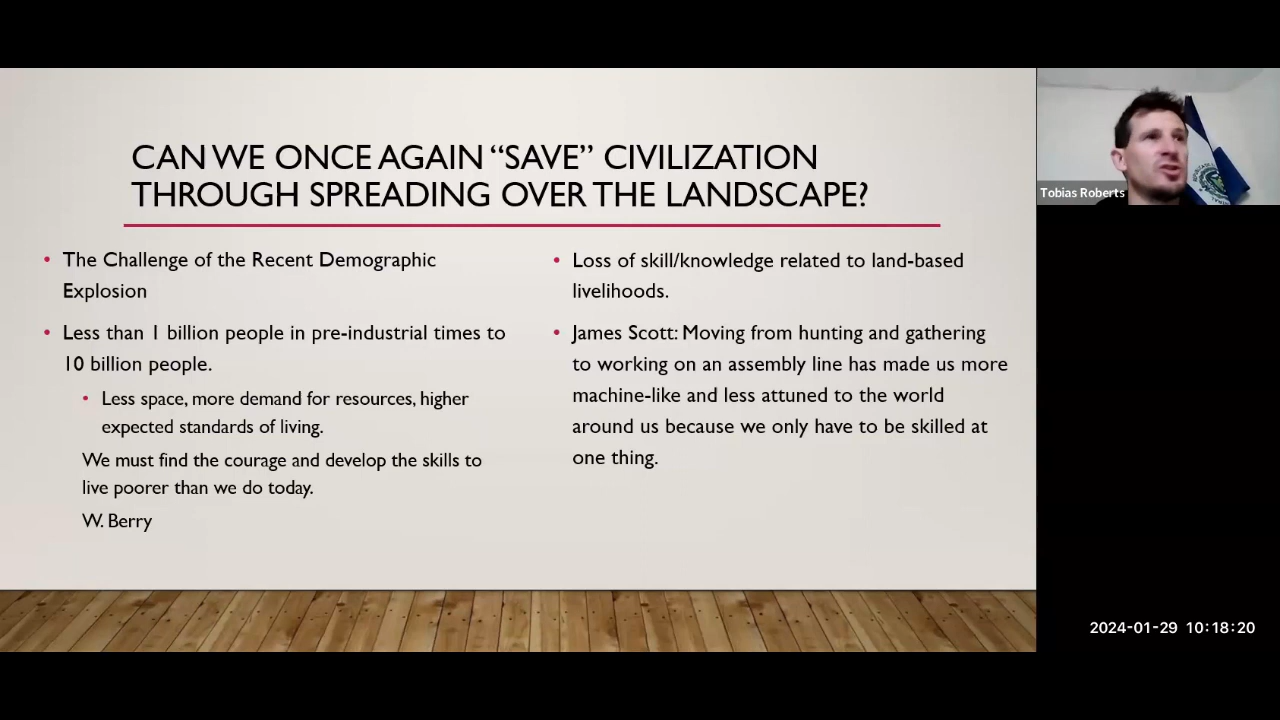 CAN WE ONCE AGAIN “SAVE” CIVILIZATION
THROUGH SPREADING OVER THE LANDSCAPE?
• The Challenge of the Recent Demographic
Explosion
• Less than 1 billion people in pre-industrial times to
10 billion people.
• Less space, more demand for resources, higher
expected standards of living.
We must find the courage and develop the skills to
live poorer than we do today.
W. Berry
• Loss of skill/knowledge related to land-based
livelihoods.
• James Scott: Moving from hunting and gathering
to working on an assembly line has made us more
machine-like and less attuned to the world
around us because we only have to be skilled at
one thing.
Tobias Roberts
2024-01-29 10:18:20